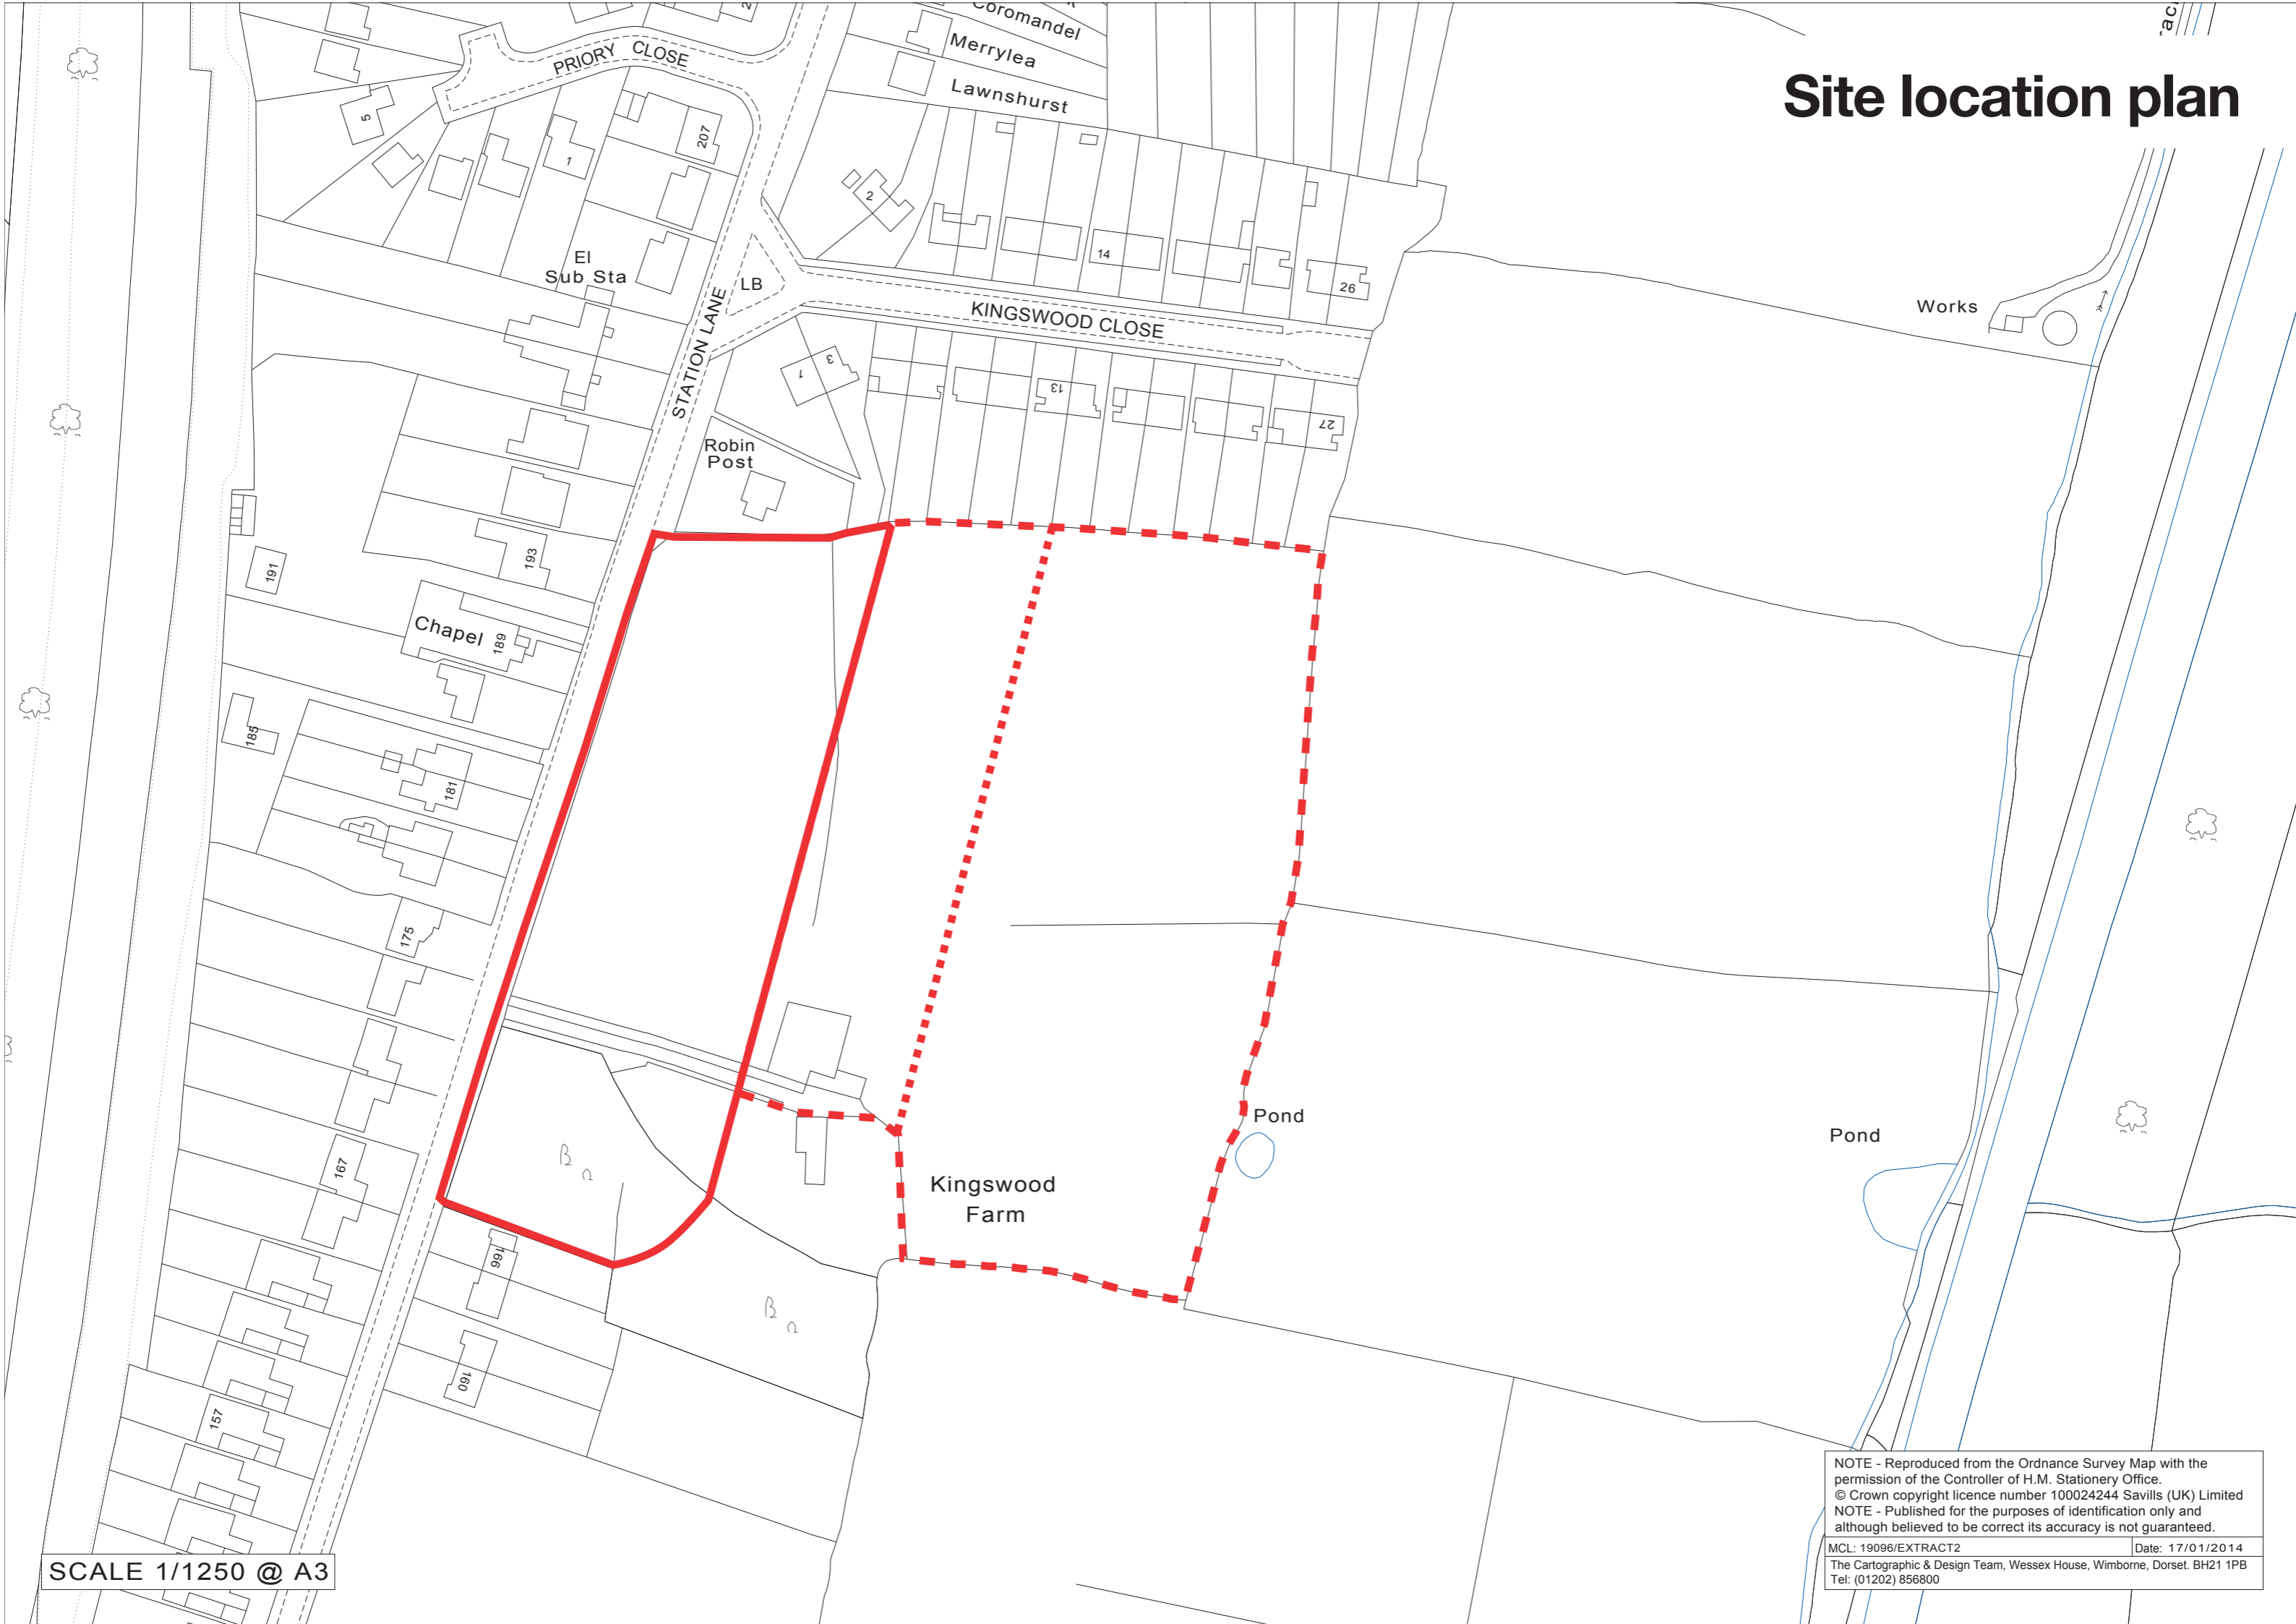 Site location plan
Coromandel
Merrylea
Lawnshurst
PRIORY CLOSE
5
1
207
2
14
26
El
Sub Sta
LB
STATION LANE
KINGSWOOD CLOSE
Works
1
3
13
27
Robin
Post
193
191
Chapel
189
185
181
175
167
166
160
157
Pond
Pond
Kingswood
Farm
SCALE 1/1250 @ A3
NOTE - Reproduced from the Ordnance Survey Map with the
permission of the Controller of H.M. Stationery Office.
© Crown copyright licence number 100024244 Savills (UK) Limited
NOTE - Published for the purposes of identification only and
although believed to be correct its accuracy is not guaranteed.
MCL: 19096/EXTRACT2
Date: 17/01/2014
The Cartographic & Design Team, Wessex House, Wimborne, Dorset. BH21 1PB
Tel: (01202) 856800